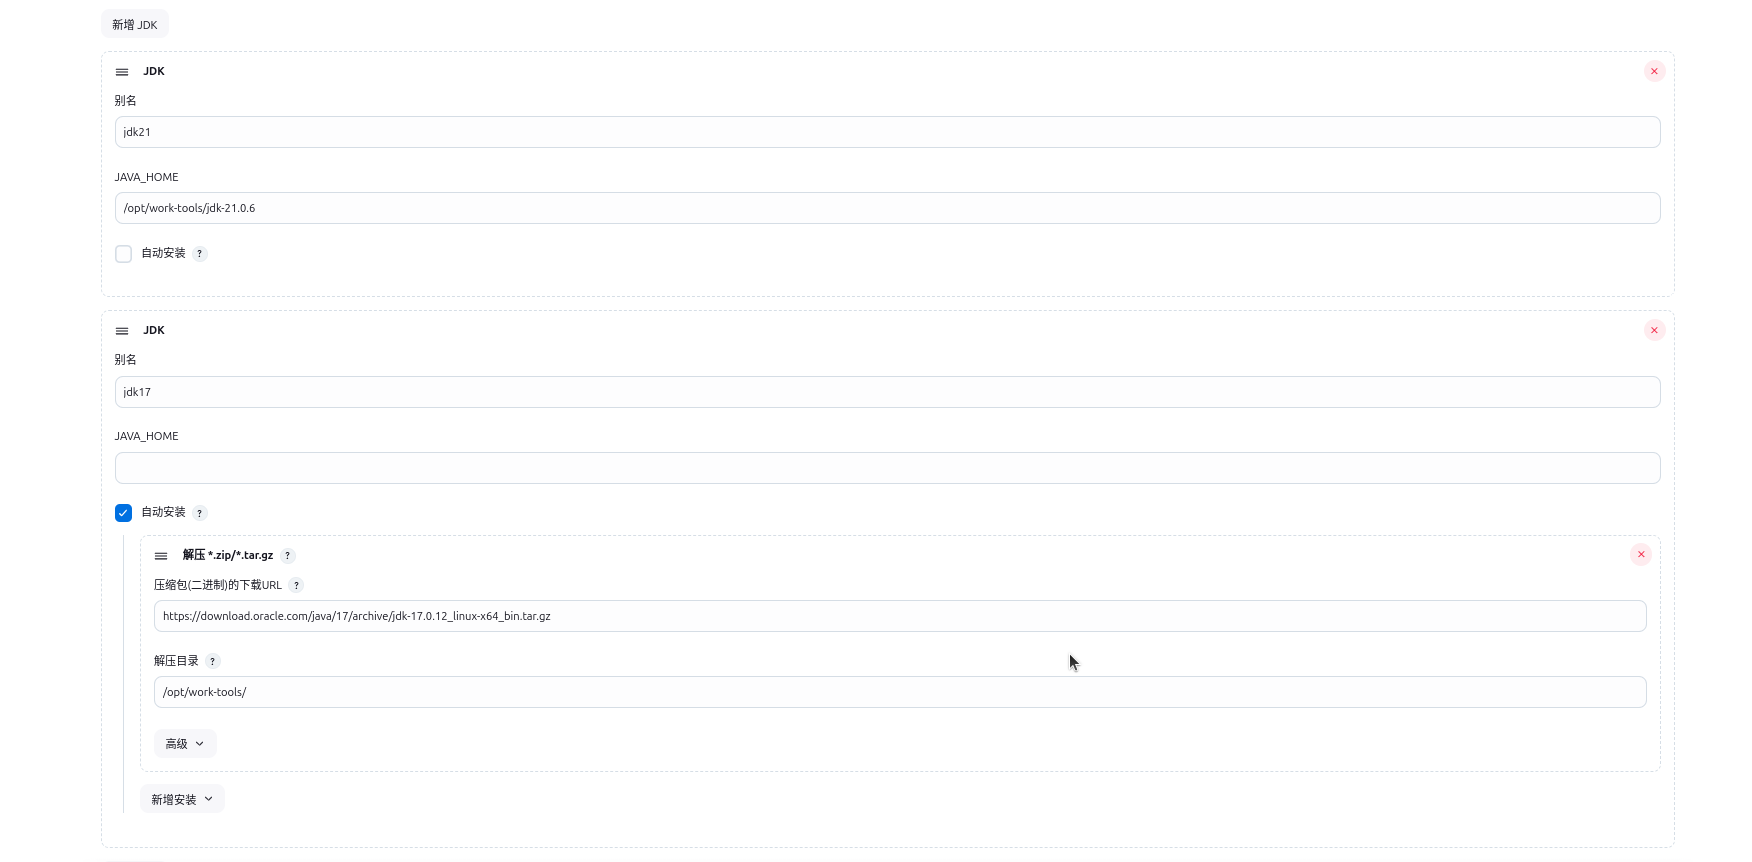 新增 JDK
JDK
别名
jdk21
JAVA_HOME
/opt/work-tools/jdk-21.0.6
自动安装 ?
JDK
别名
jdk17
JAVA_HOME
自动安装 ?
解压 *.zip/*.tar.gz ?
压缩包(二进制)的下载URL ?
https://download.oracle.com/java/17/archive/jdk-17.0.12_linux-x64_bin.tar.gz
解压目录 ?
/opt/work-tools/
高级
新增安装